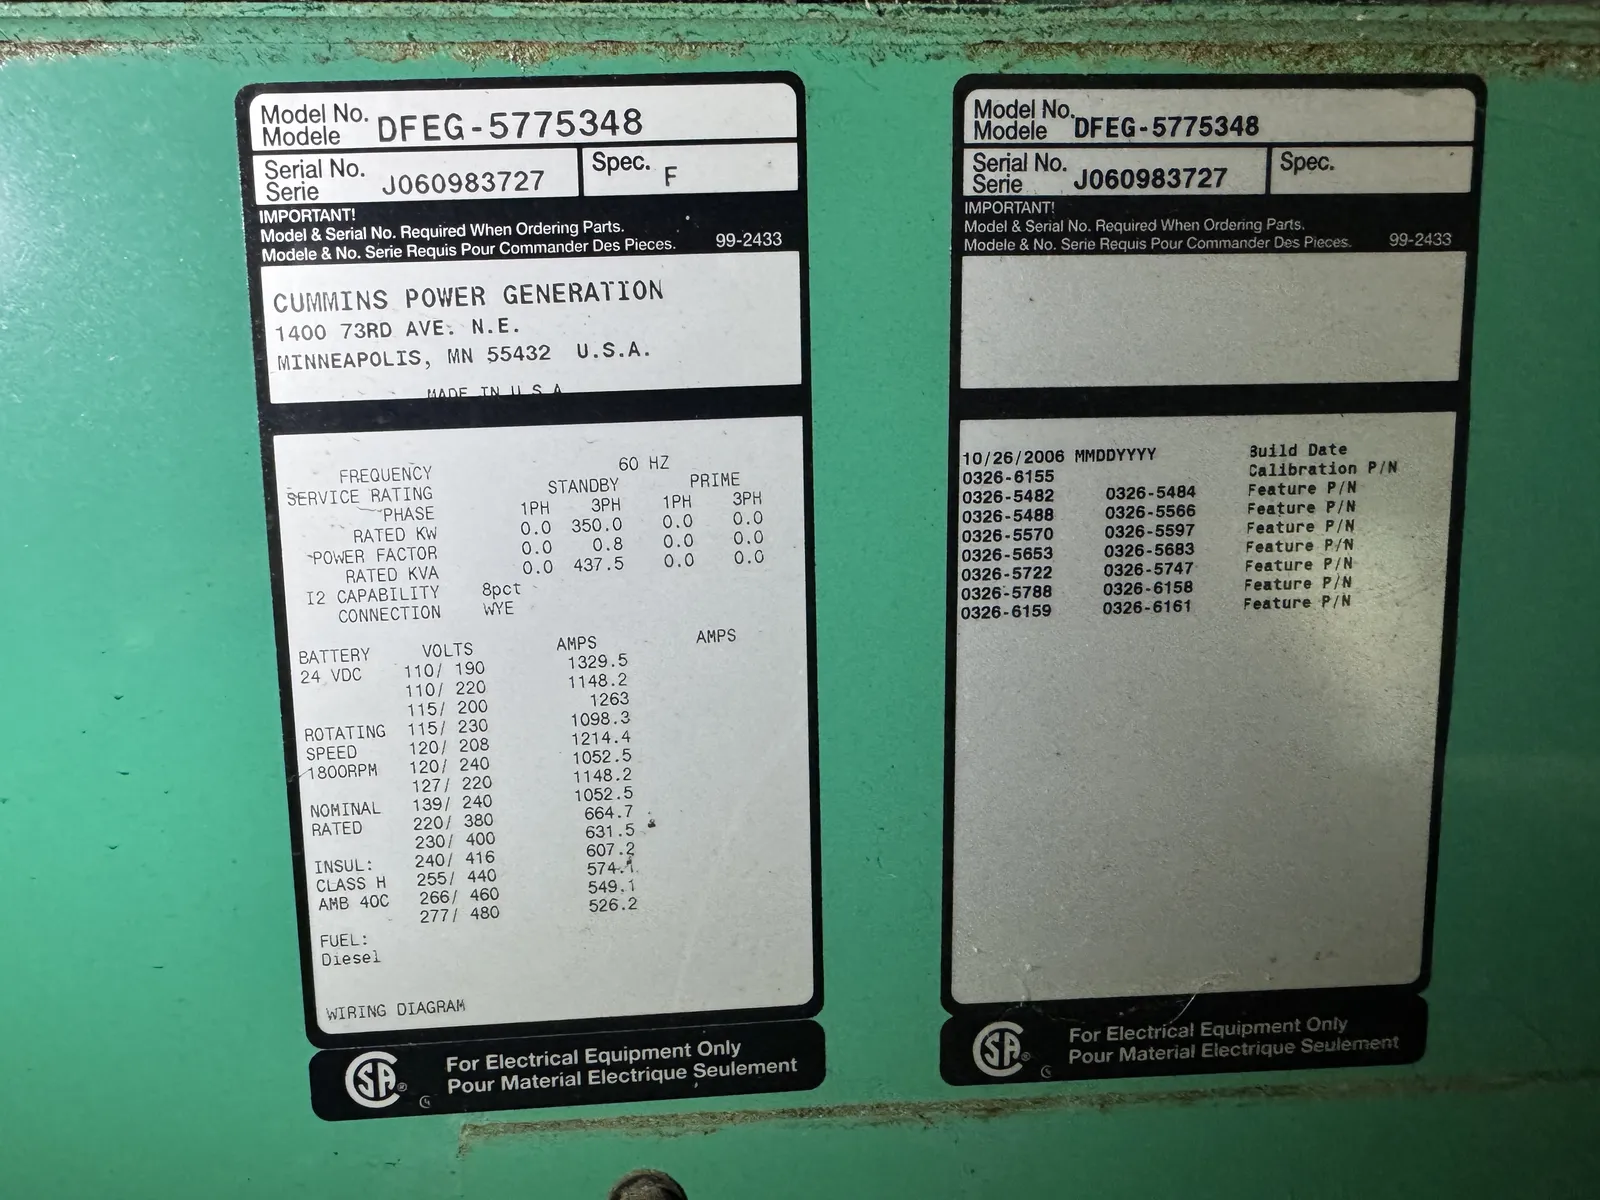 Model No.
Modele DFEG-5775348
Serial No.
Serie J060983727
Spec. F
IMPORTANT!
Model & Serial No. Required When Ordering Parts.
Modele & No. Serie Requis Pour Commander Des Pieces. 99-2433
CUMMINS POWER GENERATION
1400 73RD AVE. N.E.
MINNEAPOLIS, MN 55432 U.S.A.
MADE IN U S A
FREQUENCY 60 HZ
SERVICE RATING STANDBY PRIME
PHASE 1PH 3PH 1PH 3PH
RATED KW 0.0 350.0 0.0 0.0
POWER FACTOR 0.0 0.8 0.0 0.0
RATED KVA 0.0 437.5 0.0 0.0
I2 CAPABILITY 8pct
CONNECTION WYE
BATTERY VOLTS AMPS AMPS
24 VDC 110/ 190 1329.5
110/ 220 1148.2
115/ 200 1263
ROTATING 115/ 230 1098.3
SPEED 120/ 208 1214.4
1800RPM 120/ 240 1052.5
127/ 220 1148.2
NOMINAL 139/ 240 1052.5
RATED 220/ 380 664.7
230/ 400 631.5
INSUL: 240/ 416 607.2
CLASS H 255/ 440 574.1
AMB 40C 266/ 460 549.1
277/ 480 526.2
FUEL:
Diesel
WIRING DIAGRAM
SA ®
For Electrical Equipment Only
Pour Material Electrique Seulement
Model No.
Modele DFEG-5775348
Serial No.
Serie J060983727
Spec.
IMPORTANT!
Model & Serial No. Required When Ordering Parts.
Modele & No. Serie Requis Pour Commander Des Pieces. 99-2433
10/26/2006 MMDDYYYY Build Date
0326-6155 Calibration P/N
0326-5482 0326-5484 Feature P/N
0326-5488 0326-5566 Feature P/N
0326-5570 0326-5597 Feature P/N
0326-5653 0326-5683 Feature P/N
0326-5722 0326-5747 Feature P/N
0326-5788 0326-6158 Feature P/N
0326-6159 0326-6161 Feature P/N
SA ®
For Electrical Equipment Only
Pour Material Electrique Seulement